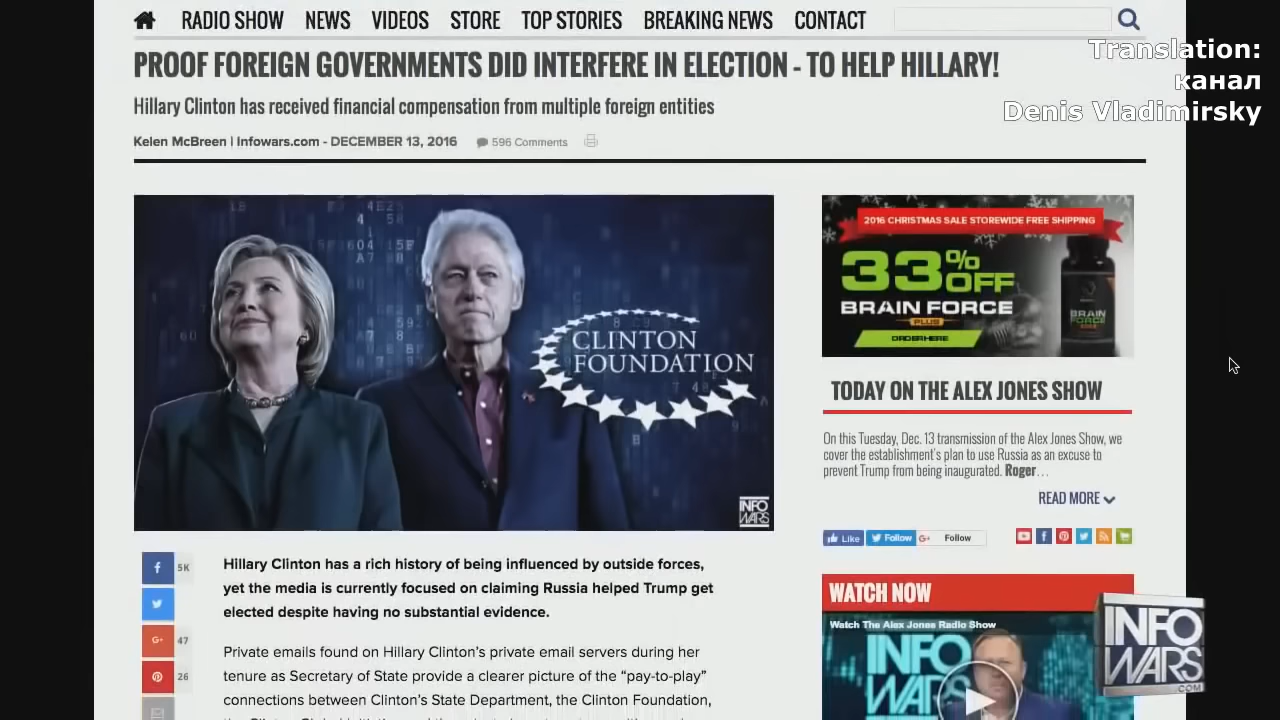 RADIO SHOW NEWS VIDEOS STORE TOP STORIES BREAKING NEWS CONTACT
PROOF FOREIGN GOVERNMENTS DID INTERFERE IN ELECTION - TO HELP HILLARY!
Translation:
канал
Denis Vladimirsky
Hillary Clinton has received financial compensation from multiple foreign entities
Kelen McBreen | Infowars.com - DECEMBER 13, 2016 596 Comments
CLINTON
FOUNDATION
INFO
WARS
2016 CHRISTMAS SALE STOREWIDE FREE SHIPPING
33% OFF
BRAIN FORCE
PLUS
ORDER HERE
BRAIN
FORCE
TODAY ON THE ALEX JONES SHOW
On this Tuesday, Dec. 13 transmission of the Alex Jones Show, we
cover the establishment's plan to use Russia as an excuse to
prevent Trump from being inaugurated. Roger...
READ MORE
Like Follow Follow
5K
47
26
Hillary Clinton has a rich history of being influenced by outside forces,
yet the media is currently focused on claiming Russia helped Trump get
elected despite having no substantial evidence.
Private emails found on Hillary Clinton's private email servers during her
tenure as Secretary of State provide a clearer picture of the “pay-to-play”
connections between Clinton's State Department, the Clinton Foundation,
WATCH NOW
Watch The Alex Jones Radio Show
INFO
WAR
INFO
WARS
.COM